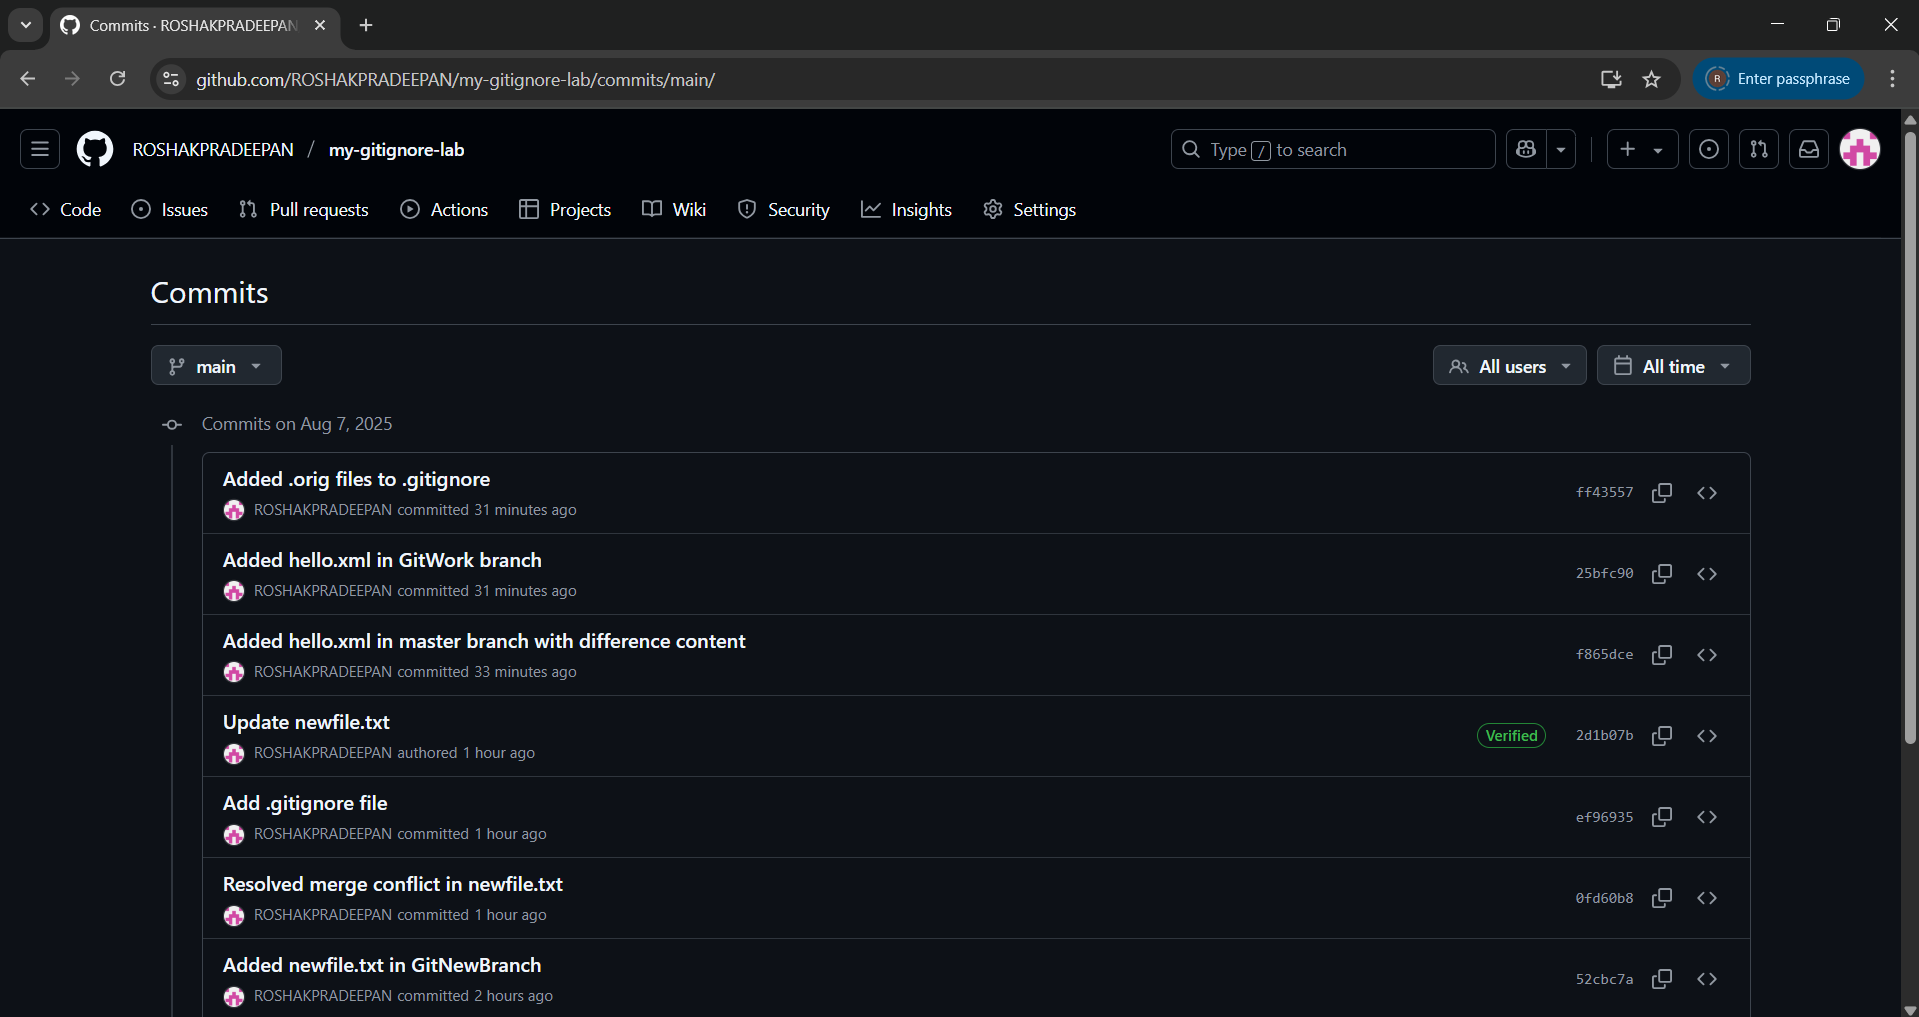 Commits · ROSHAKPRADEEPAN
github.com/ROSHAKPRADEEPAN/my-gitignore-lab/commits/main/
R Enter passphrase
ROSHAKPRADEEPAN / my-gitignore-lab
Type / to search
Code Issues Pull requests Actions Projects Wiki Security Insights Settings
Commits
main
All users All time
Commits on Aug 7, 2025
Added .orig files to .gitignore
ROSHAKPRADEEPAN committed 31 minutes ago
ff43557
Added hello.xml in GitWork branch
ROSHAKPRADEEPAN committed 31 minutes ago
25bfc90
Added hello.xml in master branch with difference content
ROSHAKPRADEEPAN committed 33 minutes ago
f865dce
Update newfile.txt
ROSHAKPRADEEPAN authored 1 hour ago
Verified 2d1b07b
Add .gitignore file
ROSHAKPRADEEPAN committed 1 hour ago
ef96935
Resolved merge conflict in newfile.txt
ROSHAKPRADEEPAN committed 1 hour ago
0fd60b8
Added newfile.txt in GitNewBranch
ROSHAKPRADEEPAN committed 2 hours ago
52cbc7a